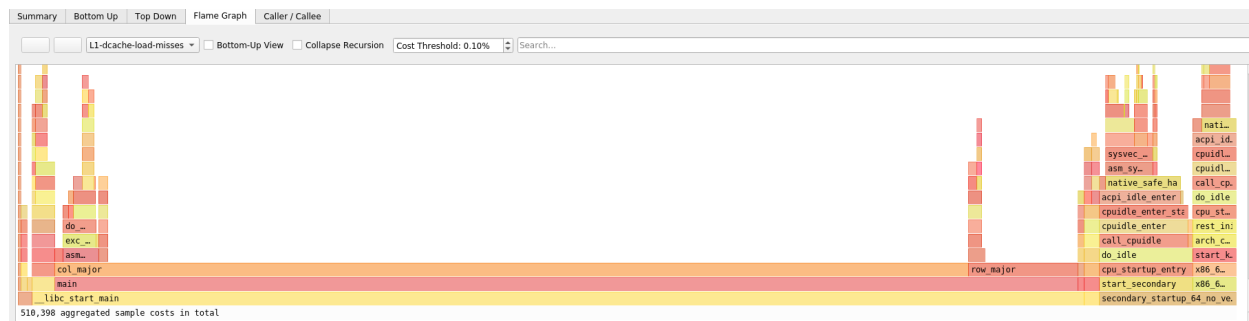 Summary Bottom Up Top Down Flame Graph Caller / Callee
L1-dcache-load-misses Bottom-Up View Collapse Recursion Cost Threshold: 0.10% Search...
nati…
acpi_id…
sysvec_… cpuidl…
asm_sy… cpuidl…
native_safe_ha call_cp…
acpi_idle_enter do_idle
do_… cpuidle_enter_sta cpu_st…
exc_… cpuidle_enter rest_in:
asm… call_cpuidle arch_c…
do_idle start_k…
col_major row_major cpu_startup_entry x86_6…
main start_secondary x86_6…
__libc_start_main secondary_startup_64_no_ve…
510,398 aggregated sample costs in total